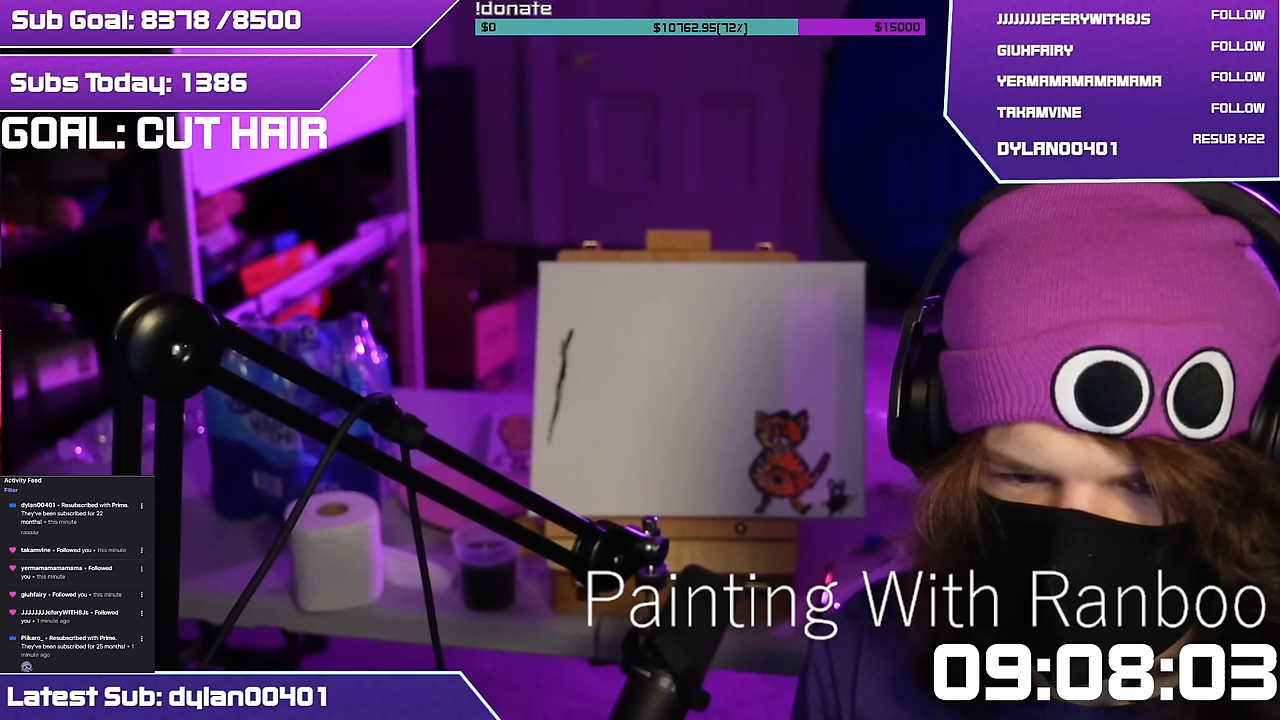 Sub Goal: 8378 /8500
Subs Today: 1386
GOAL: CUT HAIR
!donate
$0 $10762.95(72%) $15000
JJJJJJJJEFERYWITH8JS FOLLOW
GIUHFAIRY FOLLOW
YERMAMAMAMAMAMA FOLLOW
TAKAMVINE FOLLOW
DYLAN00401 RESUB X22
Activity Feed
Filter
dylan00401 • Resubscribed with Prime.
They've been subscribed for 22
months! • this minute
raaaaa
takamvine • Followed you • this minute
yermamamamamama • Followed
you • this minute
giuhfairy • Followed you • this minute
JJJJJJJJeferyWITH8Js • Followed
you • 1 minute ago
Piikaro_ • Resubscribed with Prime.
They've been subscribed for 25 months! • 1
minute ago
Painting With Ranboo
09:08:03
Latest Sub: dylan00401